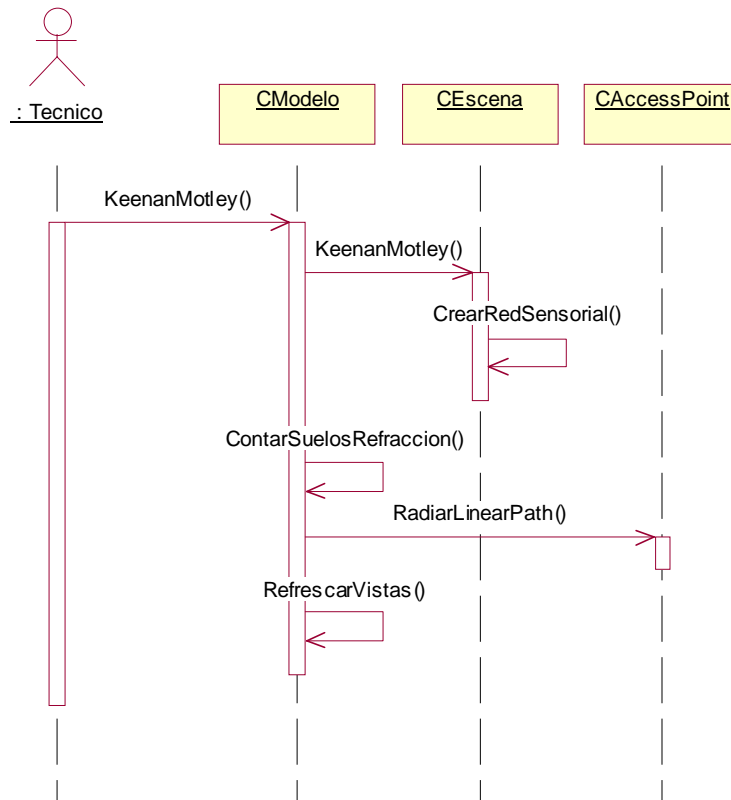 : Tecnico
CModelo
CEscena
CAccessPoint
KeenanMotley()
KeenanMotley()
CrearRedSensorial()
ContarSuelosRefraccion()
RadiarLinearPath()
RefrescarVistas()